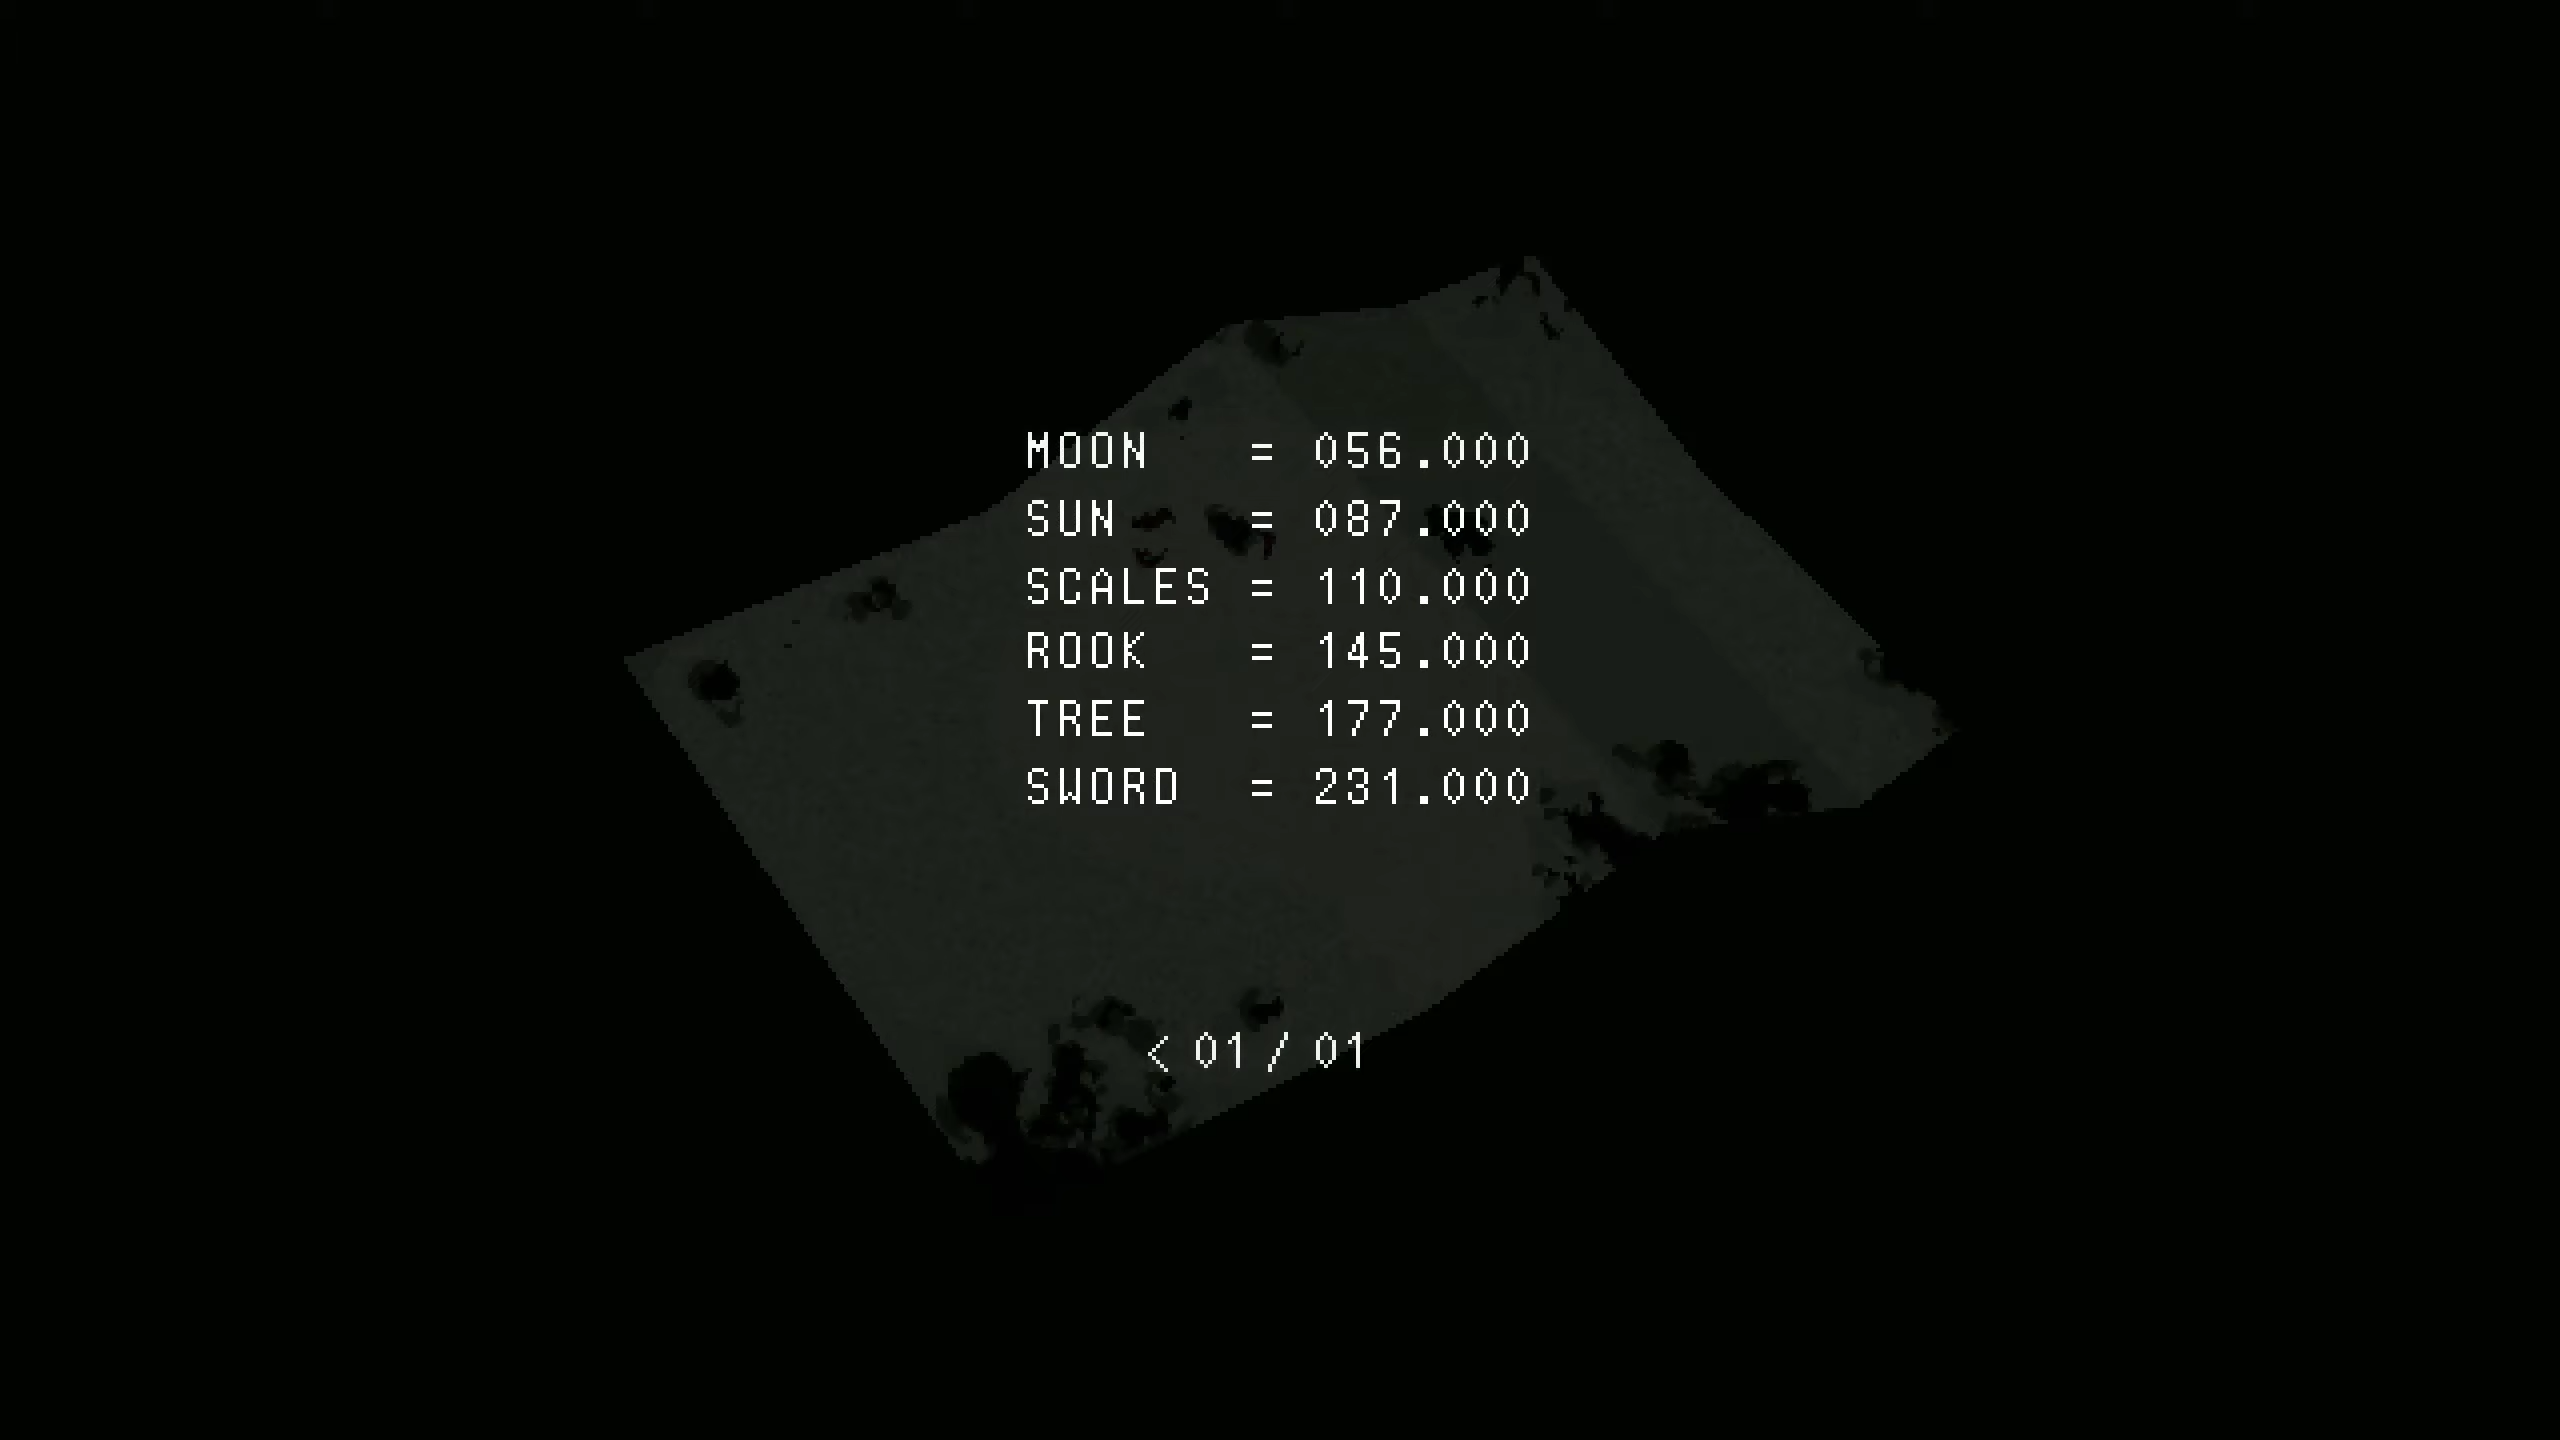 MOON = 056.000
SUN = 087.000
SCALES = 110.000
ROOK = 145.000
TREE = 177.000
SWORD = 231.000
< 01 / 01